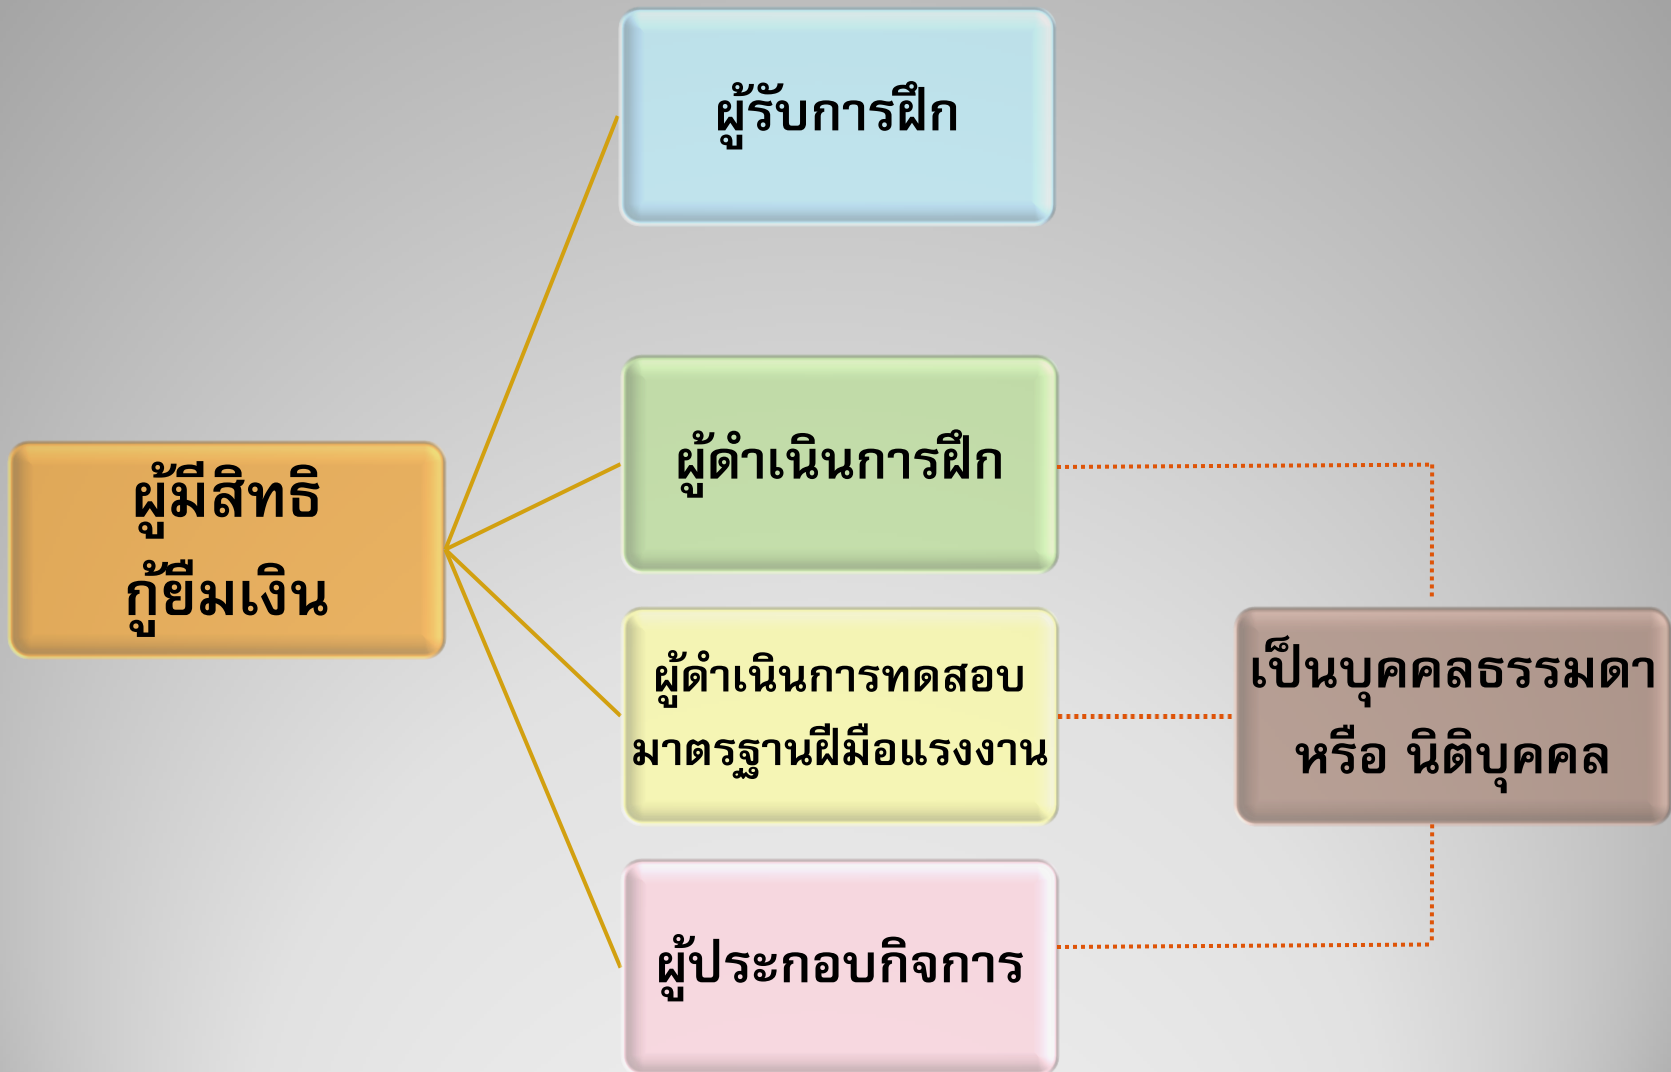 ผู้มีสิทธิ
กู้ยืมเงิน
ผู้รับการฝึก
ผู้ดำเนินการฝึก
ผู้ดำเนินการทดสอบ
มาตรฐานฝีมือแรงงาน
ผู้ประกอบกิจการ
เป็นบุคคลธรรมดา
หรือ นิติบุคคล